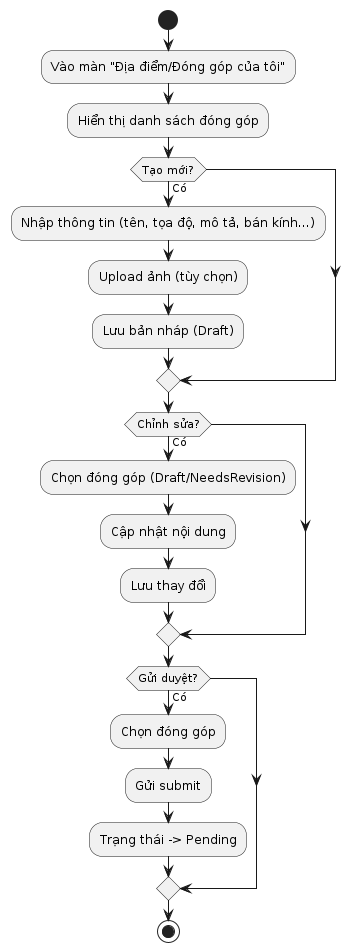 Vào màn "Địa điểm/Đóng góp của tôi"
Hiển thị danh sách đóng góp
Tạo mới?
Có
Nhập thông tin (tên, tọa độ, mô tả, bán kính...)
Upload ảnh (tùy chọn)
Lưu bản nháp (Draft)
Chỉnh sửa?
Có
Chọn đóng góp (Draft/NeedsRevision)
Cập nhật nội dung
Lưu thay đổi
Gửi duyệt?
Có
Chọn đóng góp
Gửi submit
Trạng thái -> Pending